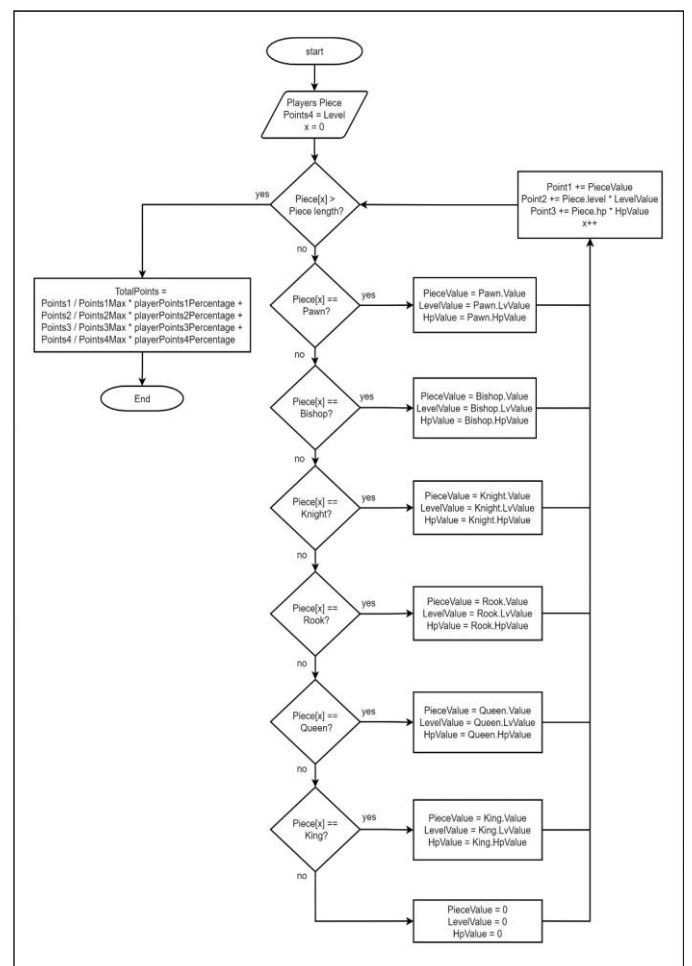 start
Players Piece
Points4 = Level
x = 0
Piece[x] >
Piece length?
yes
no
TotalPoints =
Points1 / Points1Max * playerPoints1Percentage +
Points2 / Points2Max * playerPoints2Percentage +
Points3 / Points3Max * playerPoints3Percentage +
Points4 / Points4Max * playerPoints4Percentage
End
Point1 += PieceValue
Point2 += Piece.level * LevelValue
Point3 += Piece.hp * HpValue
x++
Piece[x] ==
Pawn?
yes
no
PieceValue = Pawn.Value
LevelValue = Pawn.LvValue
HpValue = Pawn.HpValue
Piece[x] ==
Bishop?
yes
no
PieceValue = Bishop.Value
LevelValue = Bishop.LvValue
HpValue = Bishop.HpValue
Piece[x] ==
Knight?
yes
no
PieceValue = Knight.Value
LevelValue = Knight.LvValue
HpValue = Knight.HpValue
Piece[x] ==
Rook?
yes
no
PieceValue = Rook.Value
LevelValue = Rook.LvValue
HpValue = Rook.HpValue
Piece[x] ==
Queen?
yes
no
PieceValue = Queen.Value
LevelValue = Queen.LvValue
HpValue = Queen.HpValue
Piece[x] ==
King?
yes
no
PieceValue = King.Value
LevelValue = King.LvValue
HpValue = King.HpValue
PieceValue = 0
LevelValue = 0
HpValue = 0